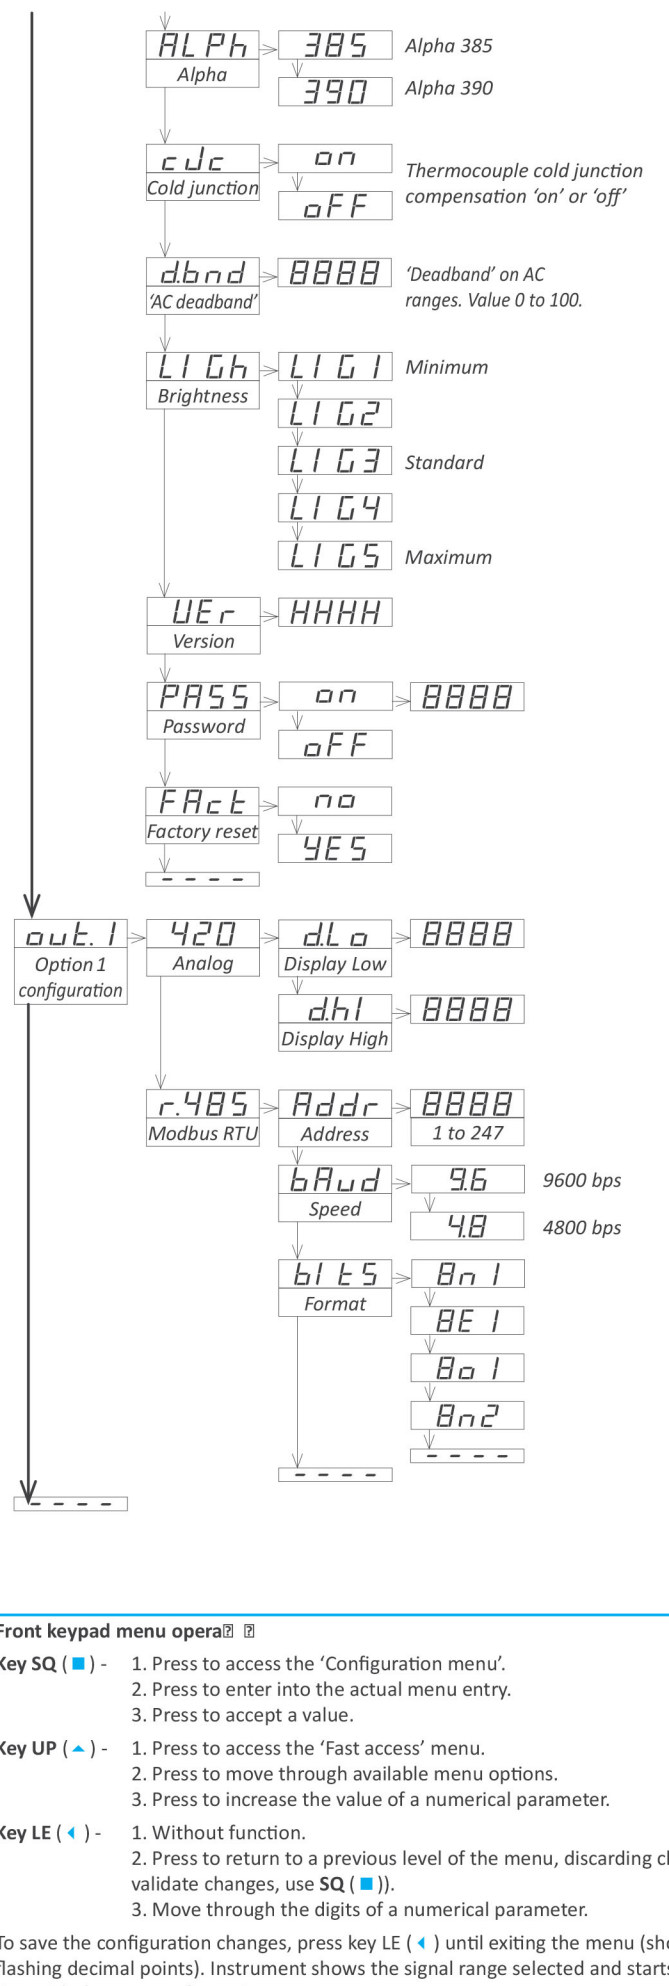 ALPh 385 Alpha 385
Alpha
390 Alpha 390
cJc on
Cold junction
Thermocouple cold junction
compensation ‘on’ or ‘off’
oFF
d.bnd 8888 ‘Deadband’ on AC
‘AC deadband’ ranges. Value 0 to 100.
LIGh LIG1 Minimum
Brightness
LIG2
LIG3 Standard
LIG4
LIG5 Maximum
VEr HHHH
Version
PASS on 8888
Password
oFF
FAct no
Factory reset
YES
----
out.1 420 d.Lo 8888
Option 1 Analog Display Low
configuration
d.hI 8888
Display High
r.485 Addr 8888
Modbus RTU Address 1 to 247
bAud 9.6 9600 bps
Speed
4.8 4800 bps
bItS 8n1
Format
8E1
8o1
8n2
----
----
----
Front keypad menu opera
Key SQ ( ■ ) - 1. Press to access the ‘Configuration menu’.
2. Press to enter into the actual menu entry.
3. Press to accept a value.
Key UP ( ▲ ) - 1. Press to access the ‘Fast access’ menu.
2. Press to move through available menu options.
3. Press to increase the value of a numerical parameter.
Key LE ( ◀ ) - 1. Without function.
2. Press to return to a previous level of the menu, discarding
validate changes, use SQ ( ■ )).
3. Move through the digits of a numerical parameter.
To save the configuration changes, press key LE ( ◀ ) until exiting the menu
flashing decimal points). Instrument shows the signal range selected and starts